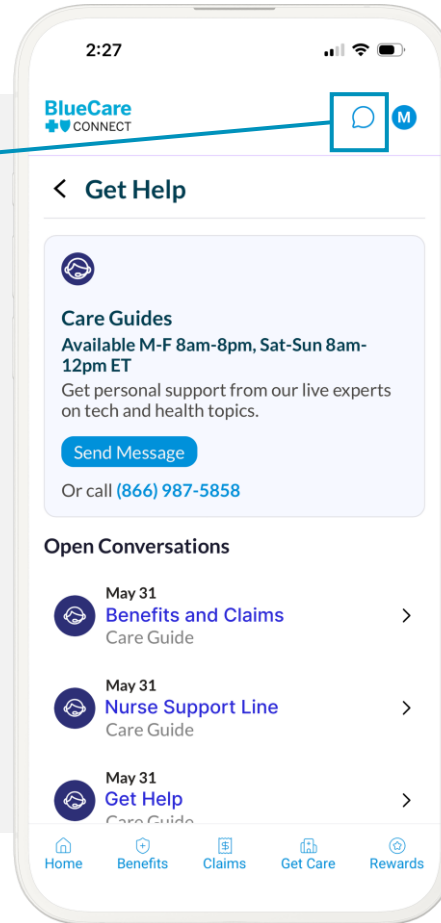 2:27
BlueCare
CONNECT
M
Get Help
Care Guides
Available M-F 8am-8pm, Sat-Sun 8am-
12pm ET
Get personal support from our live experts
on tech and health topics.
Send Message
Or call (866) 987-5858
Open Conversations
May 31
Benefits and Claims
Care Guide
May 31
Nurse Support Line
Care Guide
May 31
Get Help
Care Guide
Home Benefits Claims Get Care Rewards